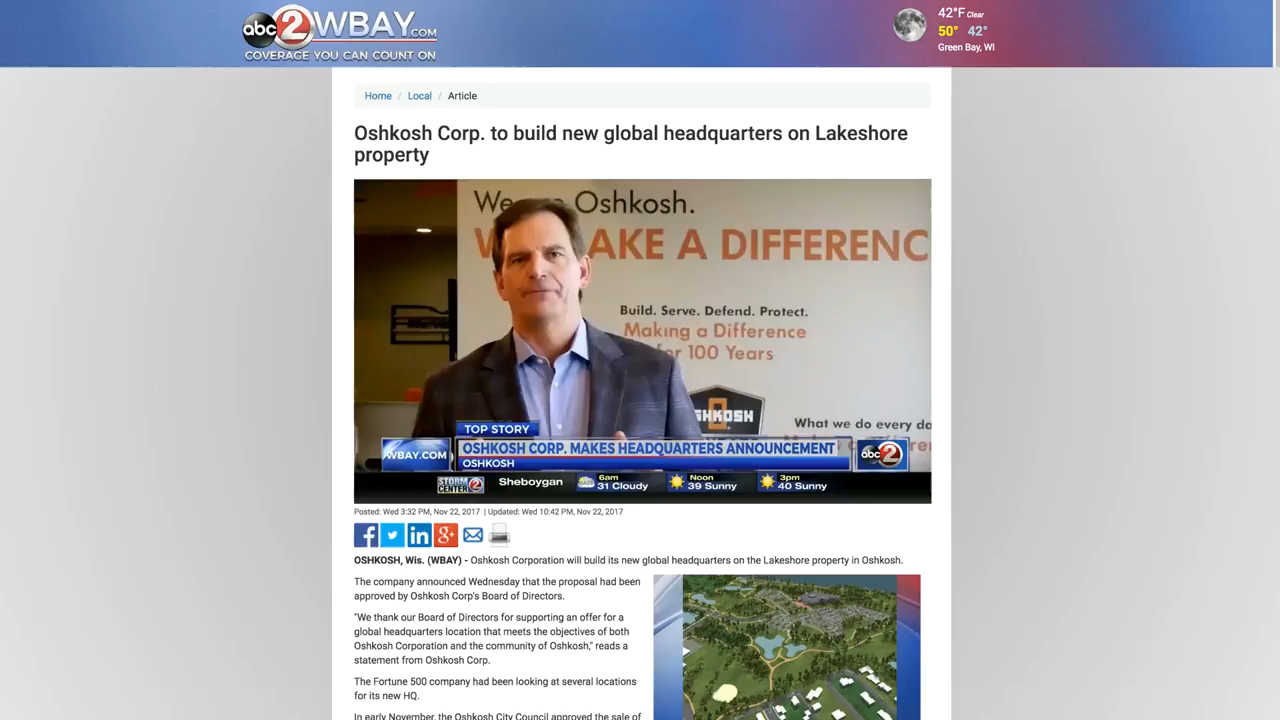 abc 2 WBAY.COM
COVERAGE YOU CAN COUNT ON
42°F Clear
50° 42°
Green Bay, WI
Home / Local / Article
Oshkosh Corp. to build new global headquarters on Lakeshore
property
Oshkosh.
AKE A DIFFERENC
Build. Serve. Defend. Protect.
Making a Difference
for 100 Years
SHKOSH
What we do every da
TOP STORY
WBAY.COM
OSHKOSH CORP. MAKES HEADQUARTERS ANNOUNCEMENT
abc 2
OSHKOSH
STORM CENTER 2
Sheboygan
6am
31 Cloudy
Noon
39 Sunny
3pm
40 Sunny
Posted: Wed 3:32 PM, Nov 22, 2017 | Updated: Wed 10:42 PM, Nov 22, 2017
OSHKOSH, Wis. (WBAY) - Oshkosh Corporation will build its new global headquarters on the Lakeshore property in Oshkosh.
The company announced Wednesday that the proposal had been
approved by Oshkosh Corp's Board of Directors.
"We thank our Board of Directors for supporting an offer for a
global headquarters location that meets the objectives of both
Oshkosh Corporation and the community of Oshkosh," reads a
statement from Oshkosh Corp.
The Fortune 500 company had been looking at several locations
for its new HQ.
In early November, the Oshkosh City Council approved the sale of